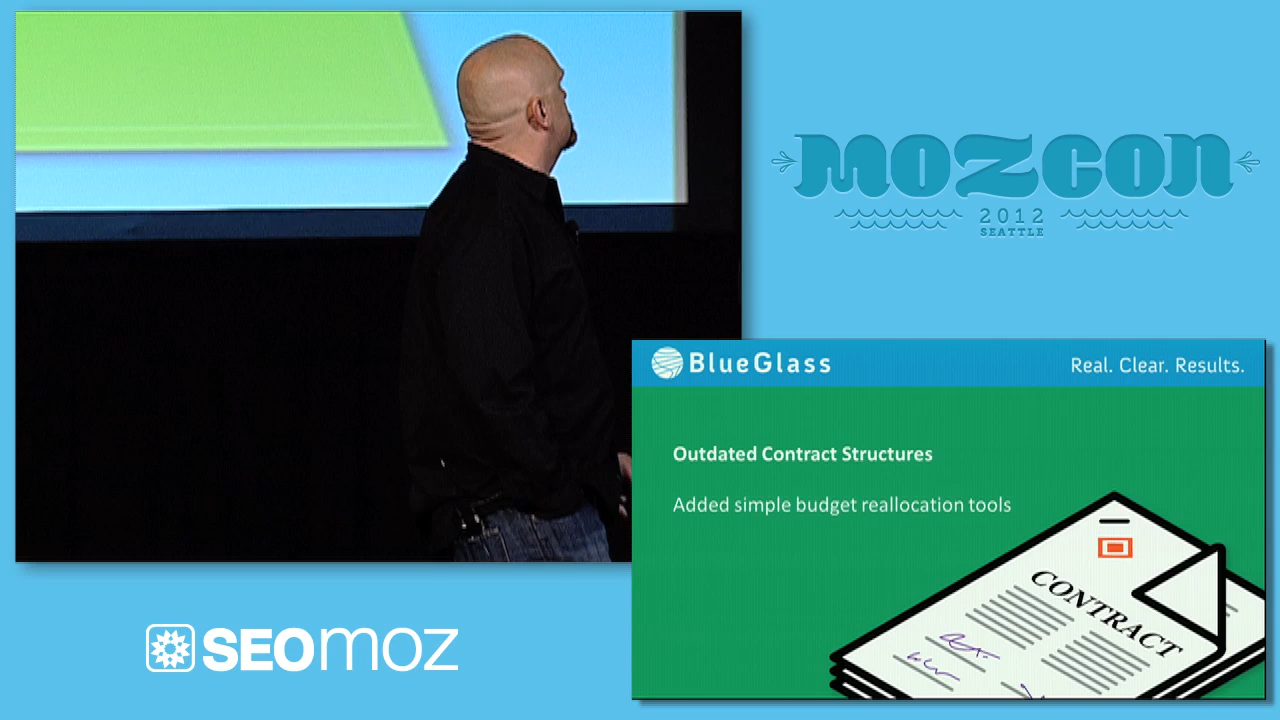 MOZCON
2012
SEATTLE
BlueGlass
Real. Clear. Results.
Outdated Contract Structures
Added simple budget reallocation tools
CONTRACT
SEOmoz